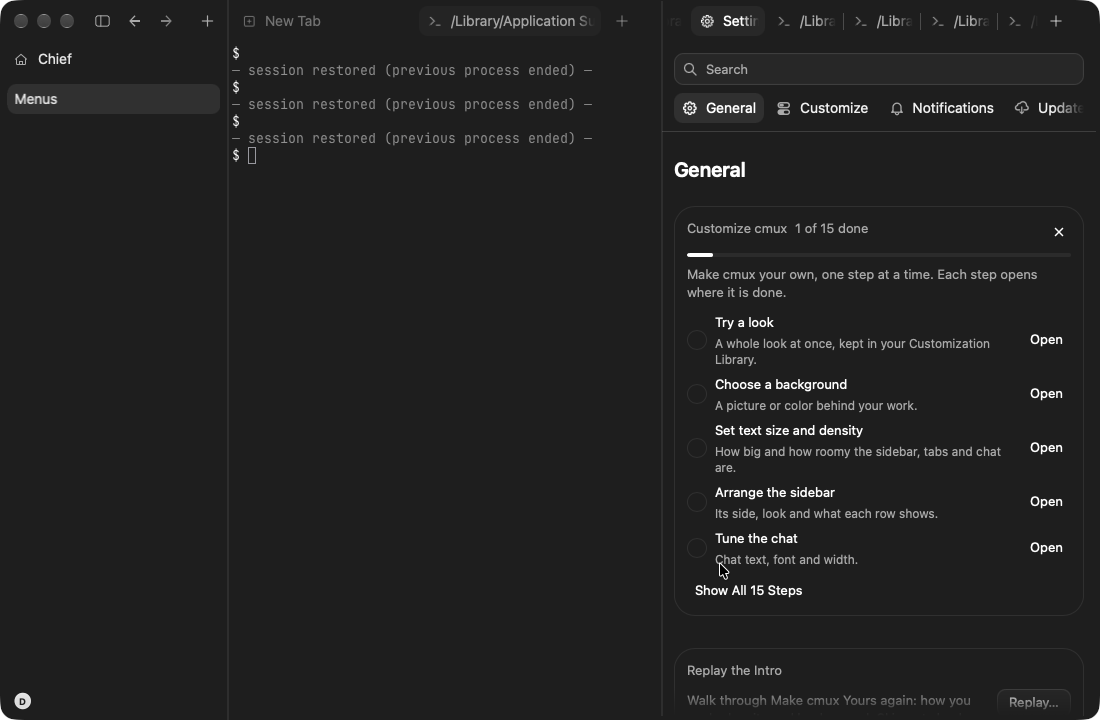 New Tab
/Library/Application Su
Settir
/Libra
/Libra
/Libra
Chief
Menus
$
— session restored (previous process ended) —
$
— session restored (previous process ended) —
$
— session restored (previous process ended) —
$
Search
General
Customize
Notifications
Update
General
Customize cmux 1 of 15 done
Make cmux your own, one step at a time. Each step opens
where it is done.
Try a look
A whole look at once, kept in your Customization
Library.
Open
Choose a background
A picture or color behind your work.
Open
Set text size and density
How big and how roomy the sidebar, tabs and chat
are.
Open
Arrange the sidebar
Its side, look and what each row shows.
Open
Tune the chat
Chat text, font and width.
Open
Show All 15 Steps
Replay the Intro
Walk through Make cmux Yours again: how you
Replay...
D